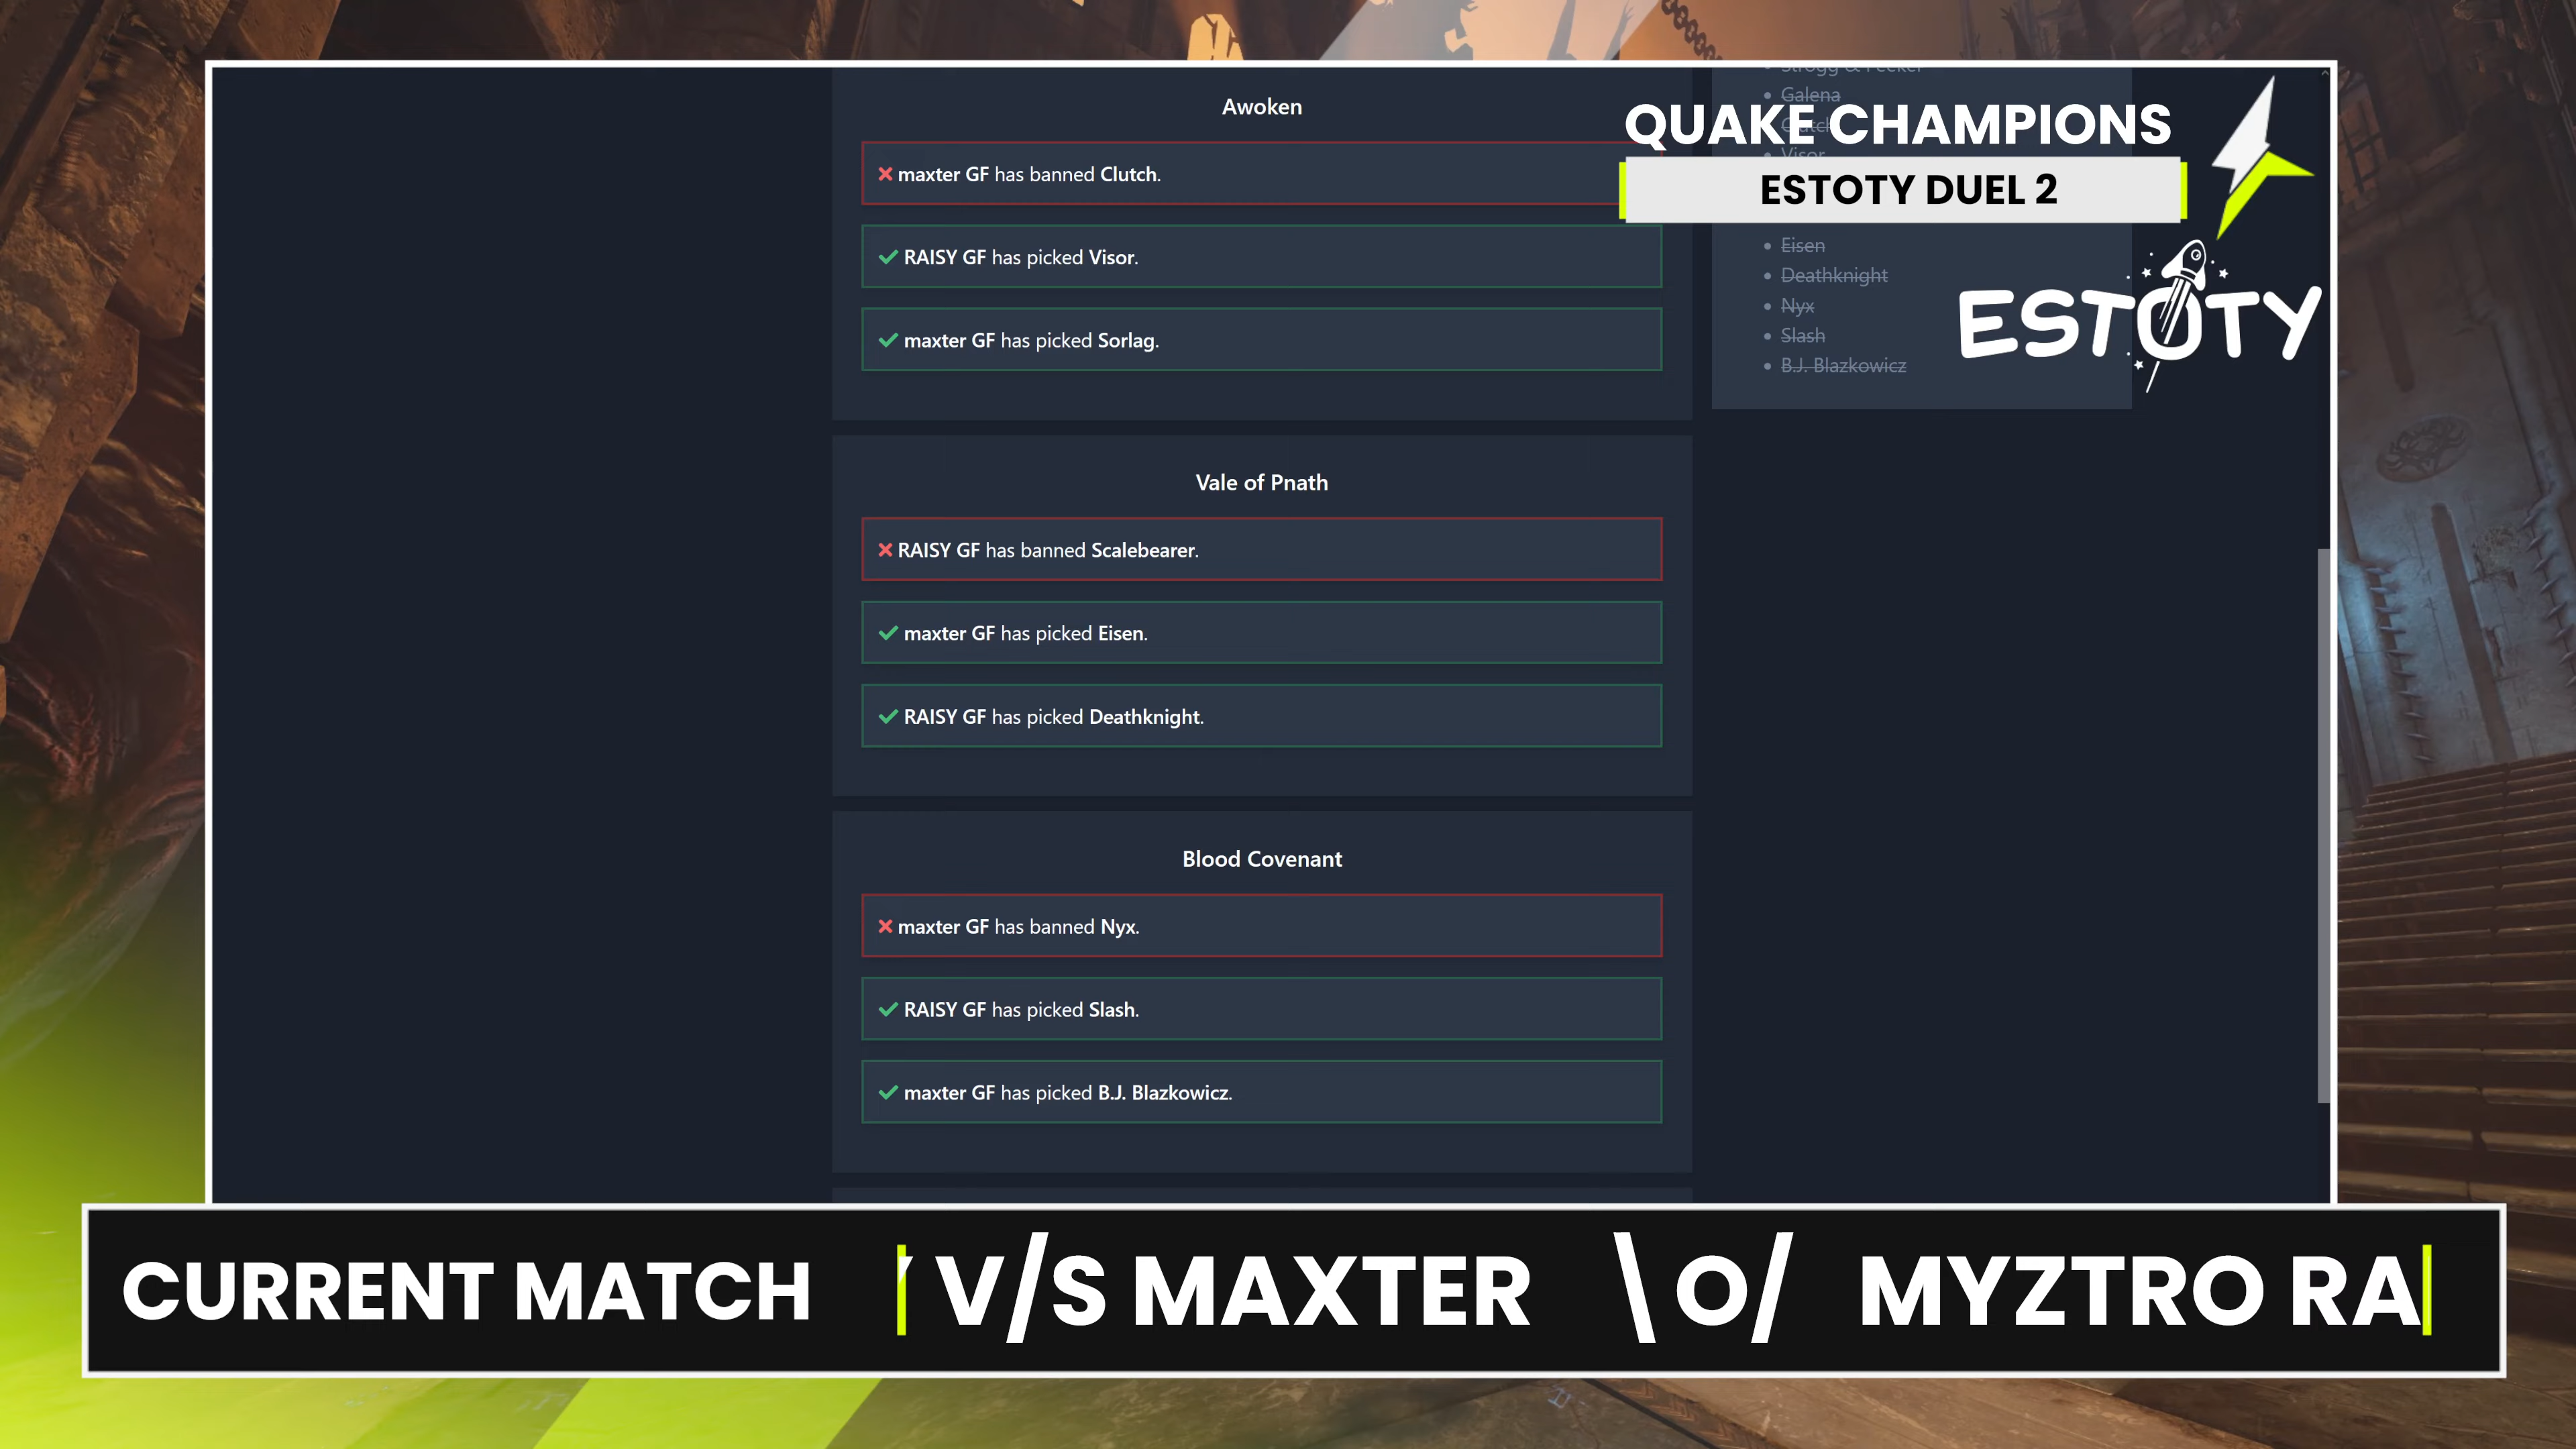 Awoken
maxter GF has banned Clutch.
RAISY GF has picked Visor.
maxter GF has picked Sorlag.
Vale of Pnath
RAISY GF has banned Scalebearer.
maxter GF has picked Eisen.
RAISY GF has picked Deathknight.
Blood Covenant
maxter GF has banned Nyx.
RAISY GF has picked Slash.
maxter GF has picked B.J. Blazkowicz.
Galena
Visor
Eisen
Deathknight
Nyx
Slash
B.J. Blazkowicz
QUAKE CHAMPIONS
ESTOTY DUEL 2
ESTOTY
CURRENT MATCH
V/S MAXTER \O/ MYZTRO RA